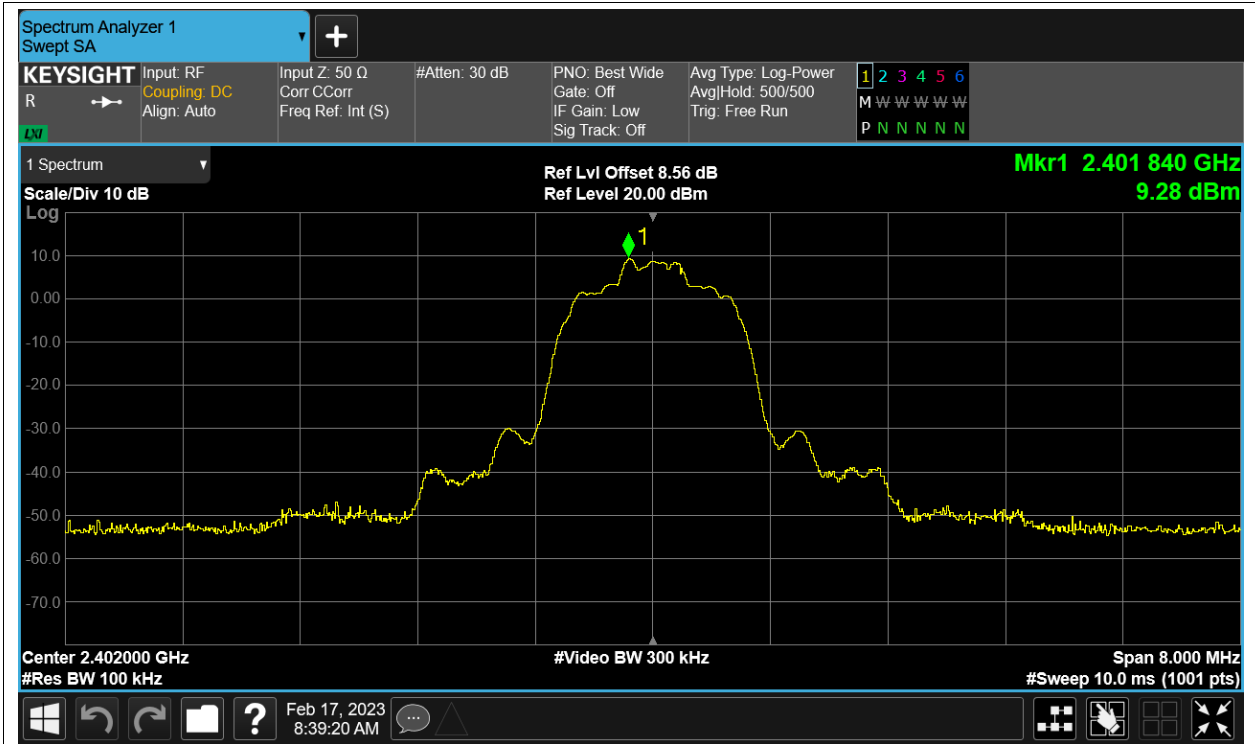 Spectrum Analyzer 1
Swept SA
KEYSIGHT
R
LXI
Input: RF
Coupling: DC
Align: Auto
Input Z: 50 Ω
Corr CCorr
Freq Ref: Int (S)
#Atten: 30 dB
PNO: Best Wide
Gate: Off
IF Gain: Low
Sig Track: Off
Avg Type: Log-Power
Avg|Hold: 500/500
Trig: Free Run
1 2 3 4 5 6
M W W W W W
P N N N N N
1 Spectrum
Scale/Div 10 dB
Log
Ref Lvl Offset 8.56 dB
Ref Level 20.00 dBm
Mkr1 2.401 840 GHz
9.28 dBm
1
10.0
0.00
-10.0
-20.0
-30.0
-40.0
-50.0
-60.0
-70.0
Center 2.402000 GHz
#Res BW 100 kHz
#Video BW 300 kHz
Span 8.000 MHz
#Sweep 10.0 ms (1001 pts)
?
Feb 17, 2023
8:39:20 AM